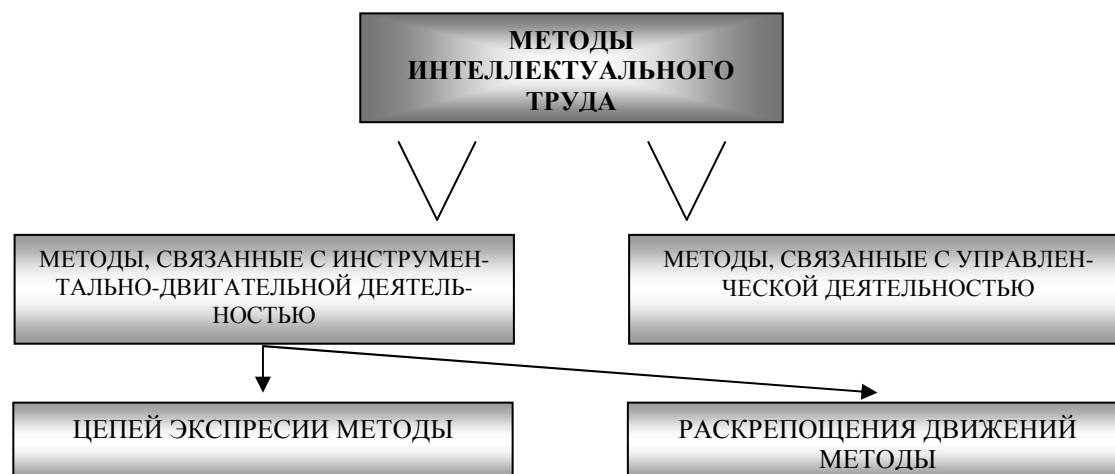 МЕТОДЫ
ИНТЕЛЛЕКТУАЛЬНОГО
ТРУДА
МЕТОДЫ, СВЯЗАННЫЕ С ИНСТРУМЕН-
ТАЛЬНО-ДВИГАТЕЛЬНОЙ ДЕЯТЕЛЬ-
НОСТЬЮ
МЕТОДЫ, СВЯЗАННЫЕ С УПРАВЛЕН-
ЧЕСКОЙ ДЕЯТЕЛЬНОСТЬЮ
ЦЕПЕЙ ЭКСПРЕСИИ МЕТОДЫ
РАСКРЕПОЩЕНИЯ ДВИЖЕНИЙ
МЕТОДЫ